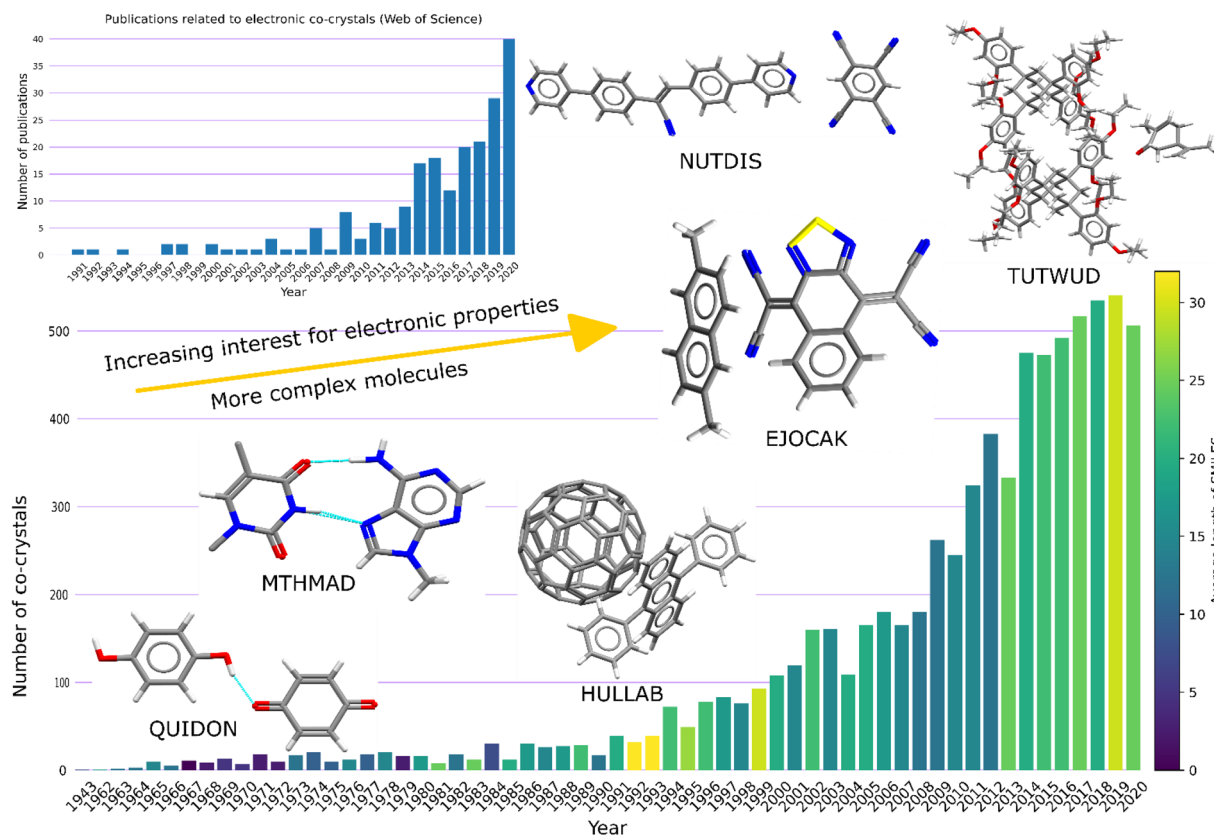 Publications related to electronic co-crystals (Web of Science)
Number of publications
40
35
30
25
20
15
10
5
0
1991 1992 1993 1994 1995 1996 1997 1998 1999 2000 2001 2002 2003 2004 2005 2006 2007 2008 2009 2010 2011 2012 2013 2014 2015 2016 2017 2018 2019 2020
Year
NUTDIS
TUTWUD
Increasing interest for electronic properties
More complex molecules
EJOCAK
MTHMAD
QUIDON
HULLAB
Number of co-crystals
500
400
300
200
100
0
1943 1962 1963 1964 1965 1966 1967 1968 1969 1970 1971 1972 1973 1974 1975 1976 1977 1978 1979 1980 1981 1982 1983 1984 1985 1986 1987 1988 1989 1990 1991 1992 1993 1994 1995 1996 1997 1998 1999 2000 2001 2002 2003 2004 2005 2006 2007 2008 2009 2010 2011 2012 2013 2014 2015 2016 2017 2018 2019 2020
Year
30
25
20
15
10
5
0
Average length of SMILES